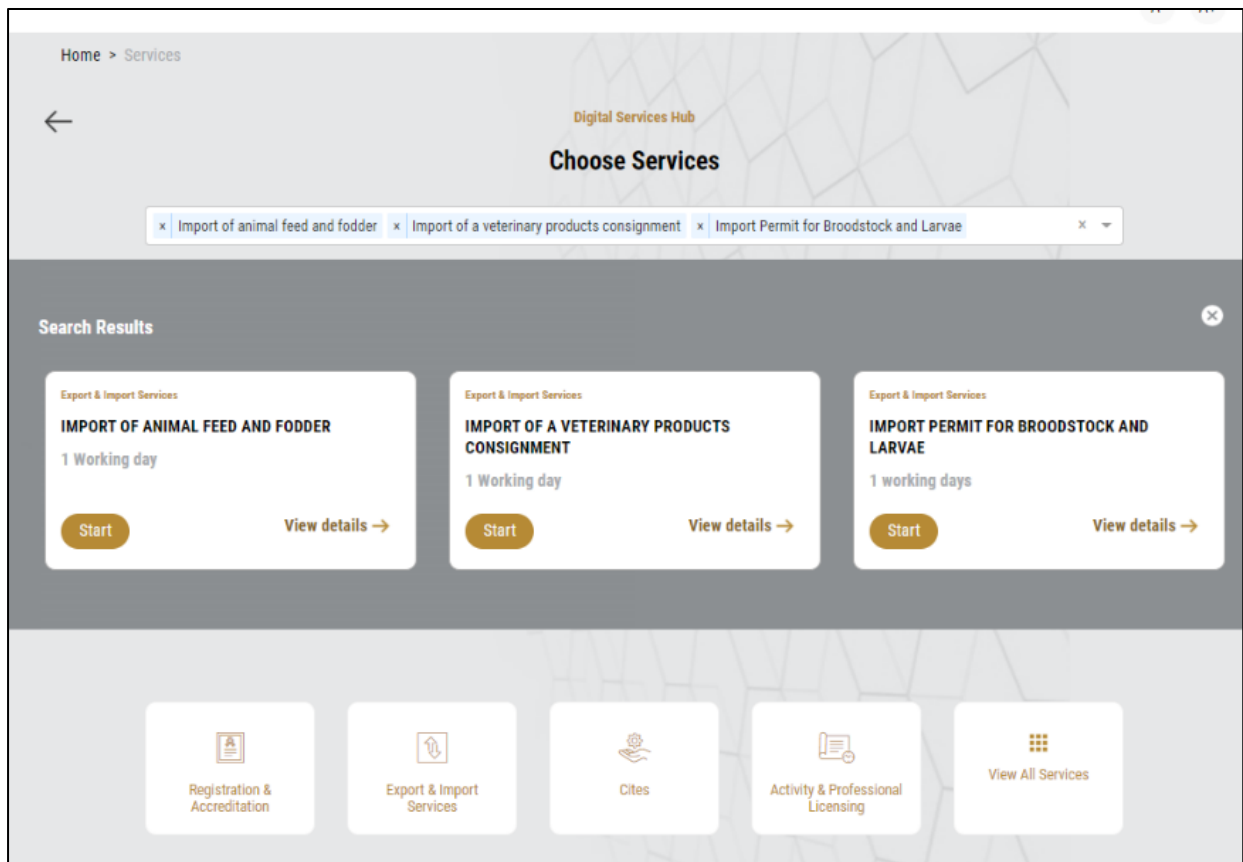 Home > Services
Digital Services Hub
Choose Services
× Import of animal feed and fodder × Import of a veterinary products consignment × Import Permit for Broodstock and Larvae ×
Search Results
Export & Import Services
IMPORT OF ANIMAL FEED AND FODDER
1 Working day
Start View details →
Export & Import Services
IMPORT OF A VETERINARY PRODUCTS
CONSIGNMENT
1 Working day
Start View details →
Export & Import Services
IMPORT PERMIT FOR BROODSTOCK AND
LARVAE
1 working days
Start View details →
Registration &
Accreditation
Export & Import
Services
Cites
Activity & Professional
Licensing
View All Services